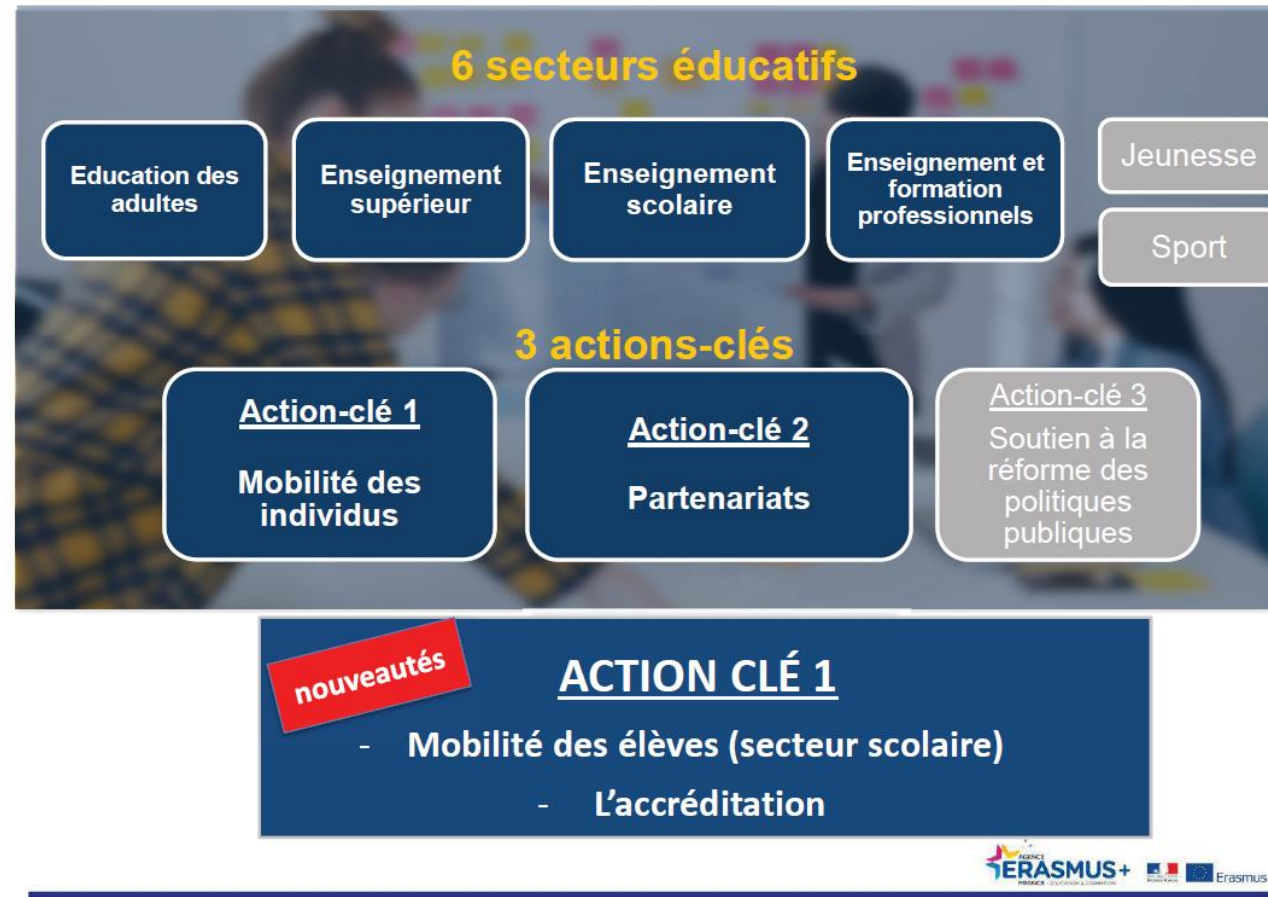 6 secteurs éducatifs
Education des
adultes
Enseignement
supérieur
Enseignement
scolaire
Enseignement et
formation
professionnels
Jeunesse
Sport
3 actions-clés
Action-clé 1
Mobilité des
individus
Action-clé 2
Partenariats
Action-clé 3
Soutien à la
réforme des
politiques
publiques
nouveautés
ACTION CLÉ 1
- Mobilité des élèves (secteur scolaire)
- L'accréditation
AGENCE
ERASMUS+
FRANCE
Erasmus